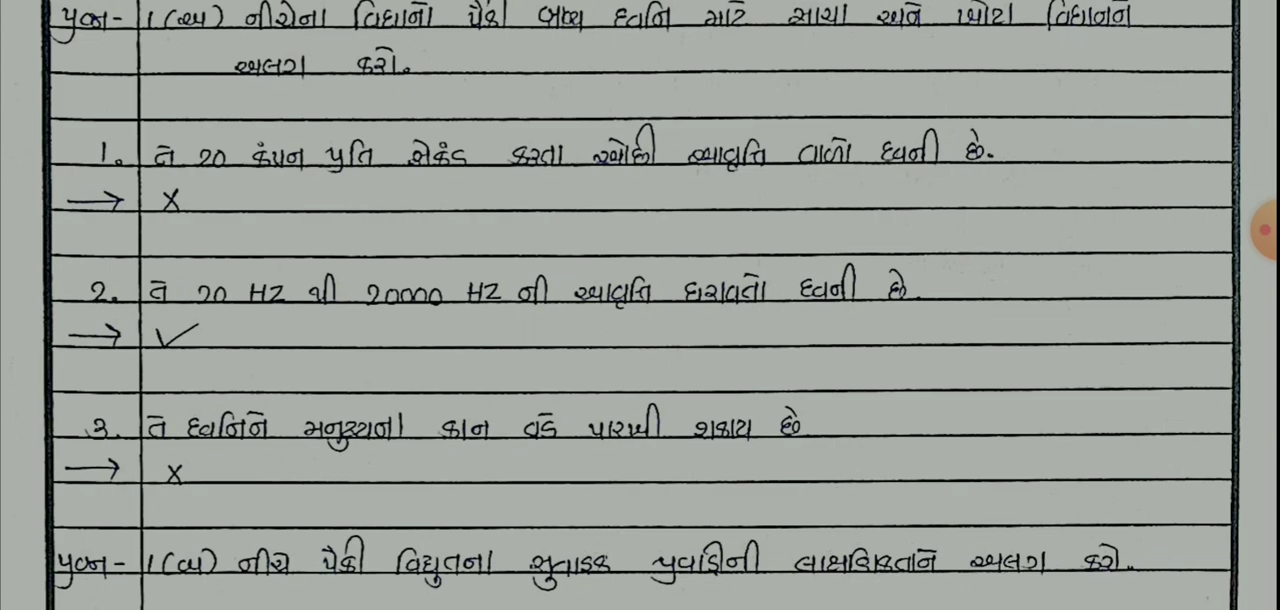 પ્રશ્ન - 1(અ) નીચેના વિધાનો પૈકી શ્રાવ્ય ધ્વનિ માટે સાચા અને ખોટા વિધાનને
અલગ કરો.
1. તે 20 કંપન પ્રતિ સેકંડ કરતા ઓછી આવૃત્તિ વાળો ધ્વની છે.
→ X
2. તે 20 HZ થી 20000 HZ ની આવૃત્તિ ધરાવતો ધ્વની છે.
→ ✓
3. તે ધ્વનિને મનુષ્યના કાન વડે પારખી શકાય છે
→ X
પ્રશ્ન - 1(બ) નીચે પૈકી વિદ્યુતના સુવાહક પ્રવાહીની લાક્ષણિકતાને અલગ કરો.